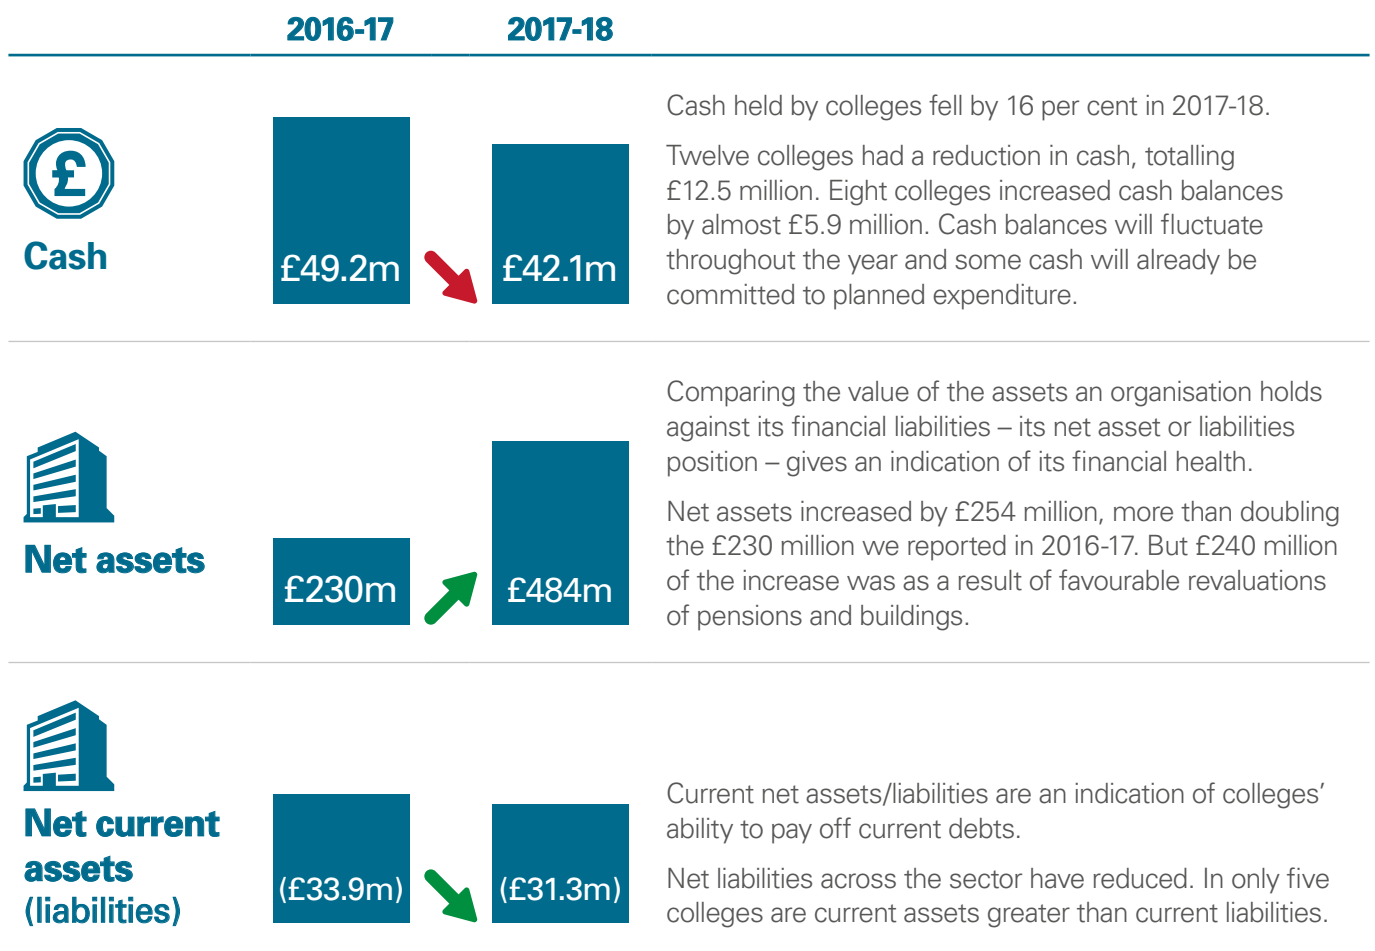 2016-17 2017-18
£
Cash
£49.2m
£42.1m
Cash held by colleges fell by 16 per cent in 2017-18.
Twelve colleges had a reduction in cash, totalling
£12.5 million. Eight colleges increased cash balances
by almost £5.9 million. Cash balances will fluctuate
throughout the year and some cash will already be
committed to planned expenditure.
Net assets
£230m
£484m
Comparing the value of the assets an organisation holds
against its financial liabilities – its net asset or liabilities
position – gives an indication of its financial health.
Net assets increased by £254 million, more than doubling
the £230 million we reported in 2016-17. But £240 million
of the increase was as a result of favourable revaluations
of pensions and buildings.
Net current
assets
(liabilities)
(£33.9m)
(£31.3m)
Current net assets/liabilities are an indication of colleges’
ability to pay off current debts.
Net liabilities across the sector have reduced. In only five
colleges are current assets greater than current liabilities.